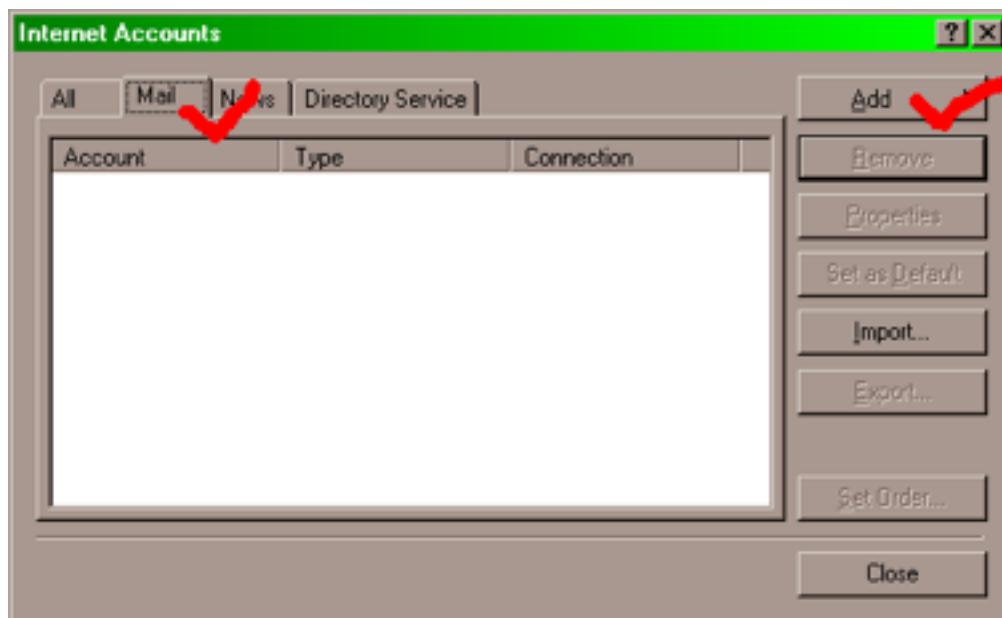 Internet Accounts
All Mail News Directory Service
Account Type Connection
Add
Remove
Properties
Set as Default
Import...
Export...
Set Order...
Close